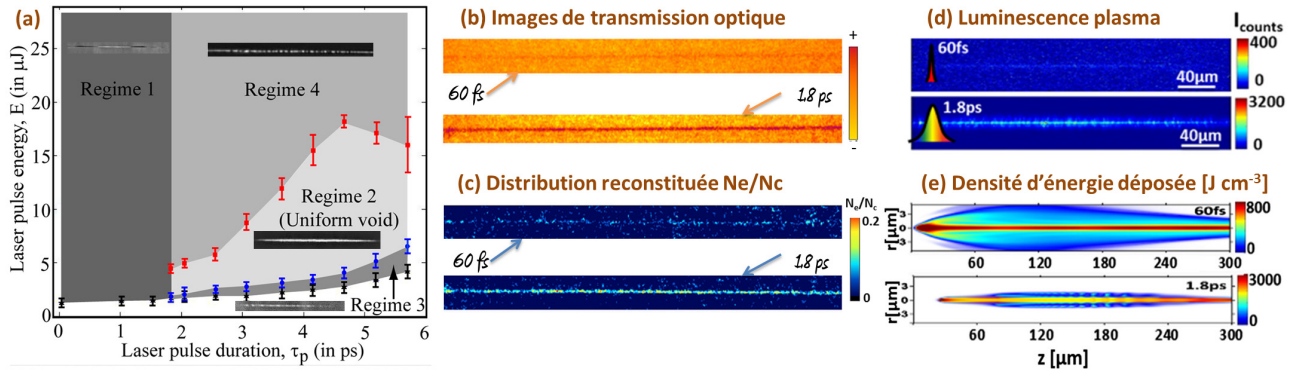 (a)
Laser pulse energy, E (in μJ)
25
20
15
10
5
0
Regime 1
Regime 4
Regime 2
(Uniform void)
Regime 3
0 1 2 3 4 5 6
Laser pulse duration, τp (in ps)
(b) Images de transmission optique
60 fs
1.8 ps
+
-
(c) Distribution reconstituée Ne/Nc
Ne/Nc
0.2
0
60 fs
1.8 ps
(d) Luminescence plasma
Icounts
60fs
40μm
400
0
1.8ps
40μm
3200
0
(e) Densité d'énergie déposée [J cm-3]
r[μm]
3
0
3
60fs
800
0
60 120 180 240 300
r[μm]
3
0
3
1.8ps
3000
0
60 120 180 240 300
z [μm]